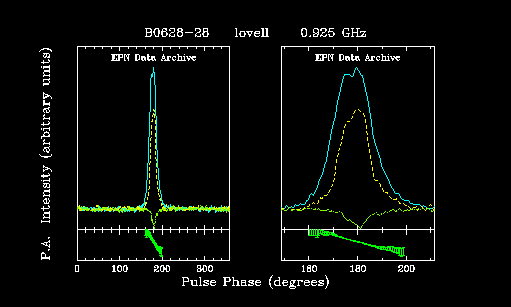 B0628-28 lovell 0.925 GHz
EPN Data Archive EPN Data Archive
P.A. Intensity (arbitrary units)
0 100 200 300 160 180 200
Pulse Phase (degrees)